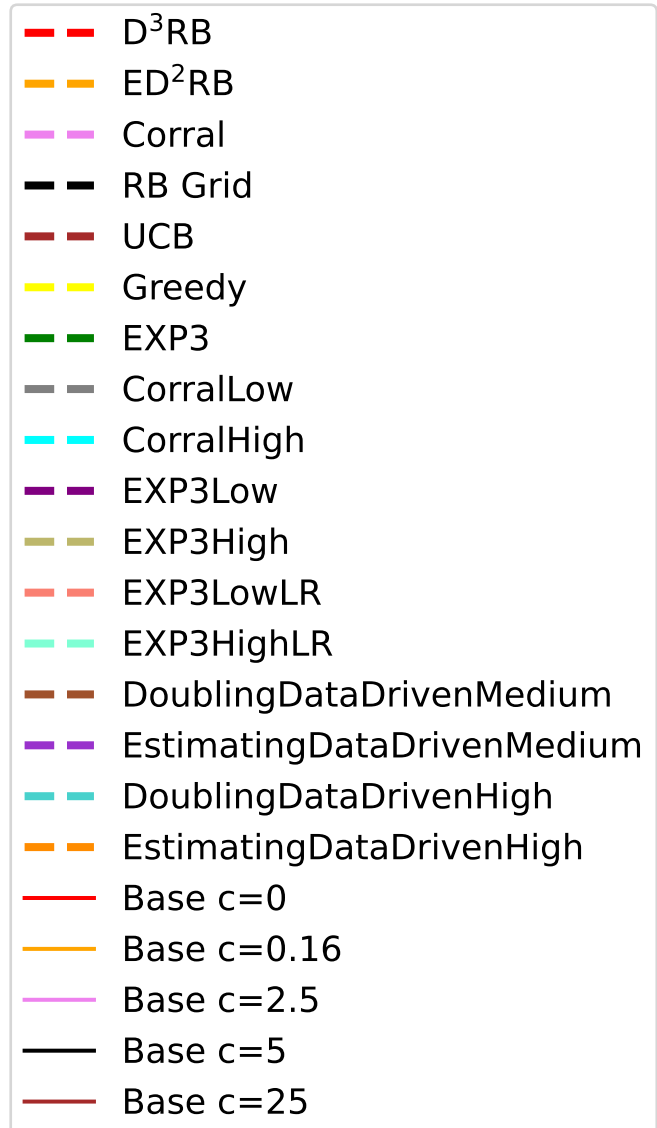 D³RB
ED²RB
Corral
RB Grid
UCB
Greedy
EXP3
CorralLow
CorralHigh
EXP3Low
EXP3High
EXP3LowLR
EXP3HighLR
DoublingDataDrivenMedium
EstimatingDataDrivenMedium
DoublingDataDrivenHigh
EstimatingDataDrivenHigh
Base c=0
Base c=0.16
Base c=2.5
Base c=5
Base c=25